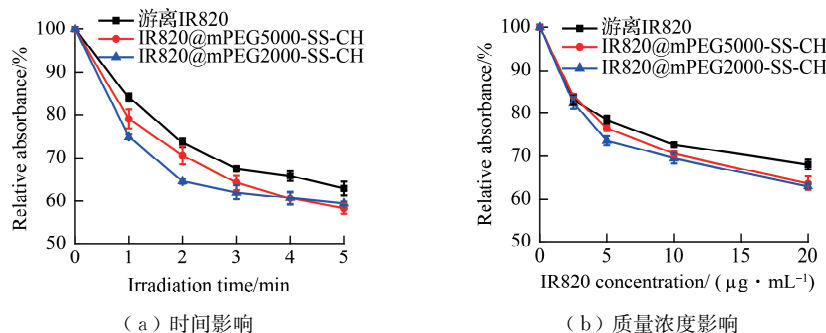 游离IR820
IR820@mPEG5000-SS-CH
IR820@mPEG2000-SS-CH
Relative absorbance/%
100
90
80
70
60
50
0 1 2 3 4 5
Irradiation time/min
(a)时间影响
游离IR820
IR820@mPEG5000-SS-CH
IR820@mPEG2000-SS-CH
Relative absorbance/%
100
90
80
70
60
50
0 5 10 15 20
IR820 concentration/ (μg·mL⁻¹)
(b)质量浓度影响